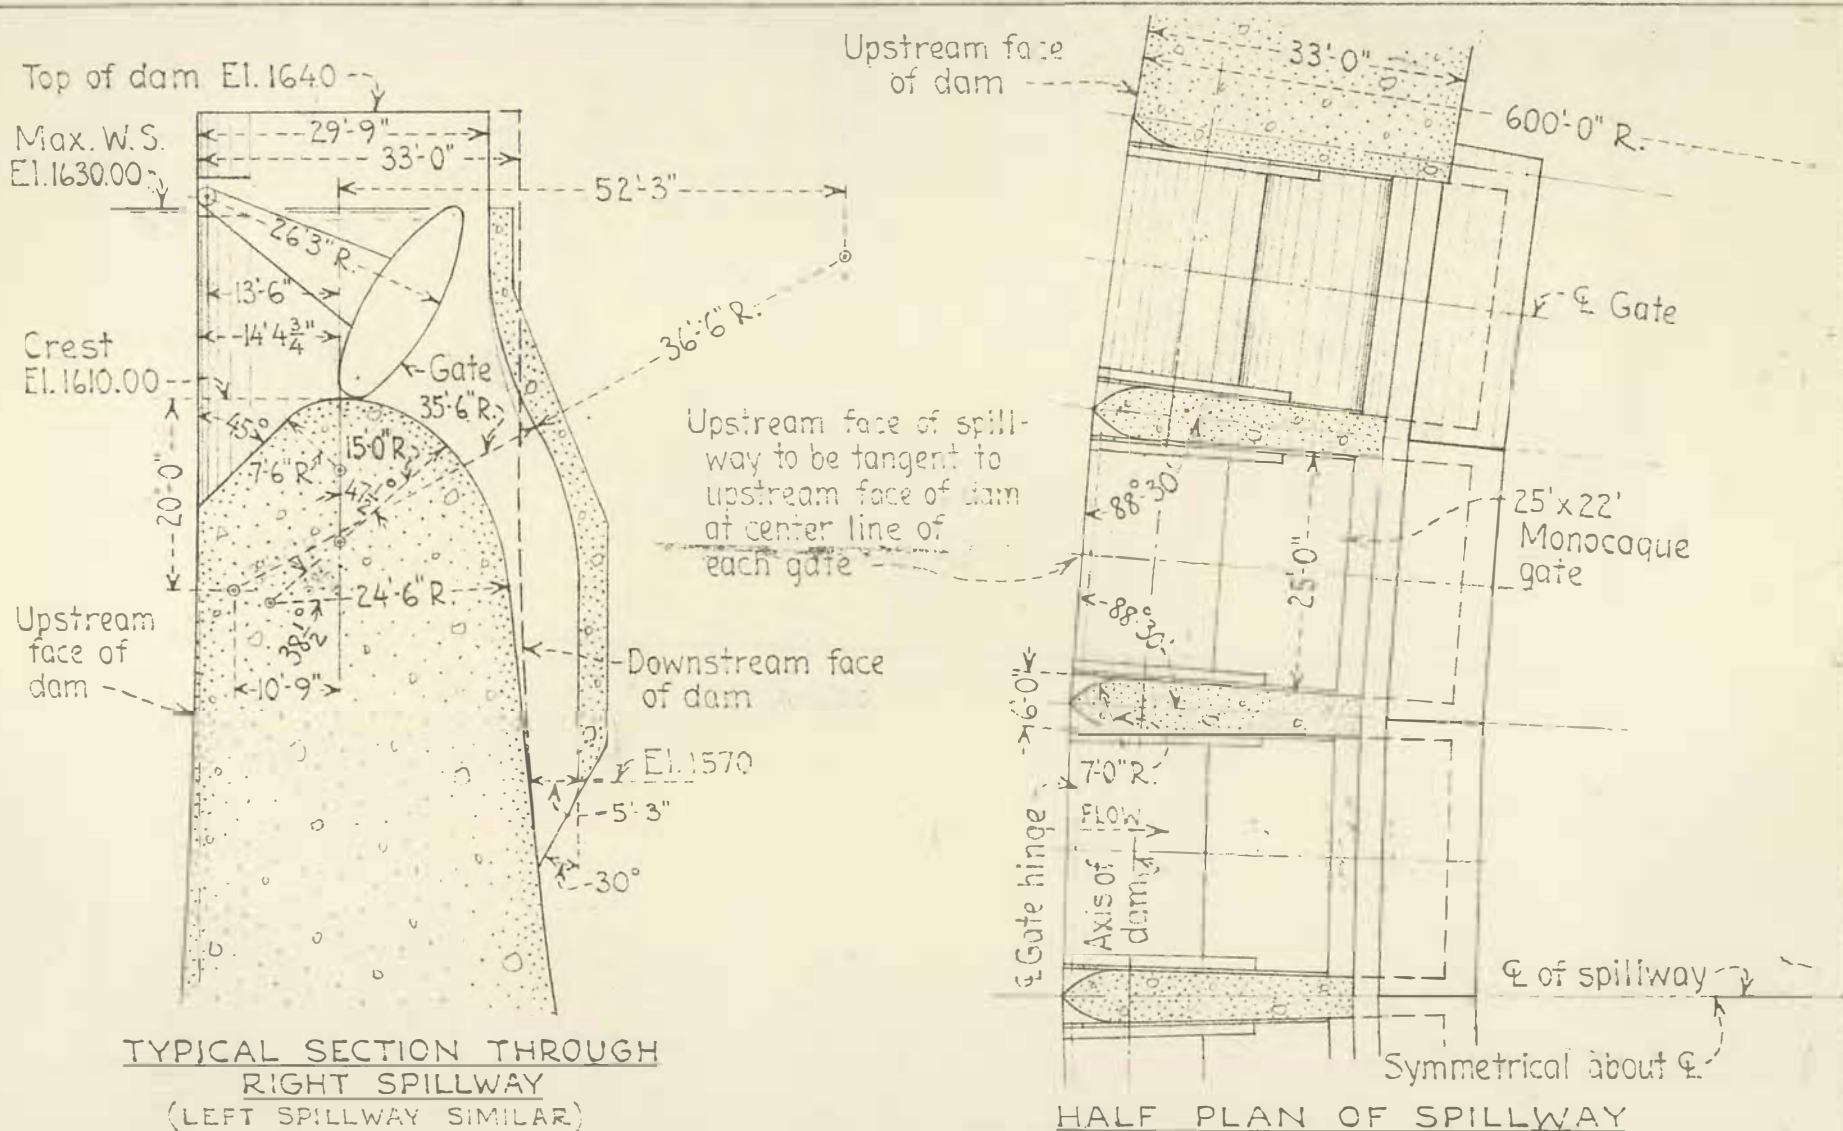 Top of dam El. 1640
Max. W. S.
El. 1630.00
29'-9"
33'-0"
52'-3"
26'3" R.
13'-6"
14' 4 3/4"
36'-6" R.
Crest
El. 1610.00
Gate
35'-6" R.
45°
15'-0" R.
7'-6" R
47 1/2°
20'-0"
24'-6" R.
38 1/2°
10'-9"
Upstream
face of
dam
Downstream face
of dam
El. 1570
5'-3"
30°
TYPICAL SECTION THROUGH
RIGHT SPILLWAY
(LEFT SPILLWAY SIMILAR)
Upstream face
of dam
33'-0"
600'-0" R.
℄ Gate
Upstream face of spill-
way to be tangent to
upstream face of dam
at center line of
each gate
88°-30'
88°-30'
25'-0"
25' x 22'
Monocaque
gate
6'-0"
7'-0" R.
FLOW
℄ Gate hinge
Axis of
dam
℄ of spillway
Symmetrical about ℄
HALF PLAN OF SPILLWAY